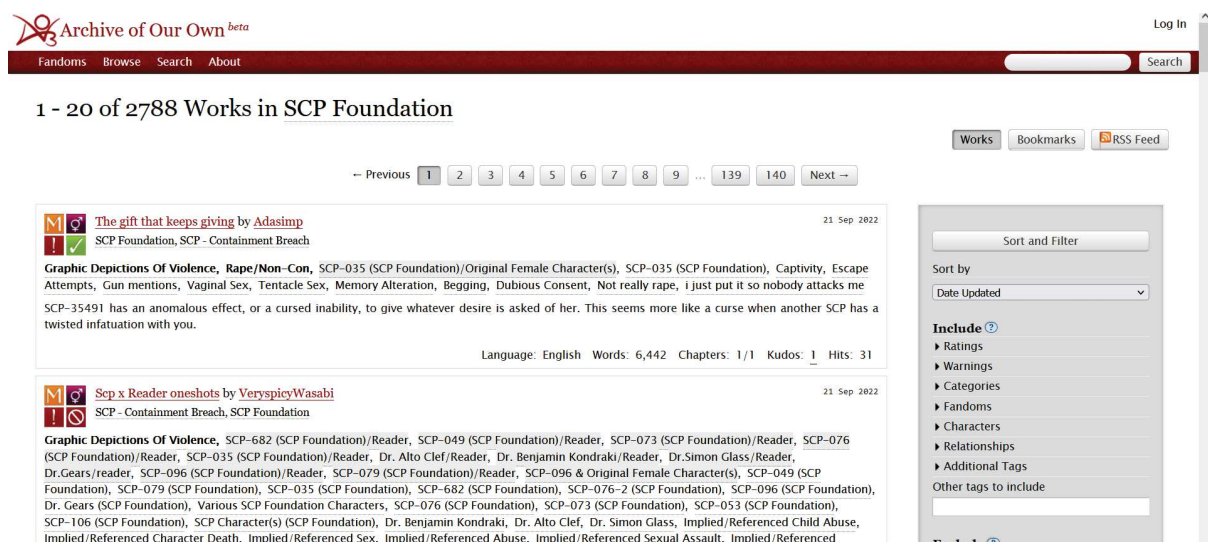 Archive of Our Own beta
Log In
Fandoms Browse Search About
Search
1 - 20 of 2788 Works in SCP Foundation
Works Bookmarks RSS Feed
← Previous 1 2 3 4 5 6 7 8 9 ... 139 140 Next →
The gift that keeps giving by Adasimp
21 Sep 2022
SCP Foundation, SCP - Containment Breach
Graphic Depictions Of Violence, Rape/Non-Con, SCP-035 (SCP Foundation)/Original Female Character(s), SCP-035 (SCP Foundation), Captivity, Escape
Attempts, Gun mentions, Vaginal Sex, Tentacle Sex, Memory Alteration, Begging, Dubious Consent, Not really rape, i just put it so nobody attacks me
SCP-35491 has an anomalous effect, or a cursed inability, to give whatever desire is asked of her. This seems more like a curse when another SCP has a
twisted infatuation with you.
Language: English Words: 6,442 Chapters: 1/1 Kudos: 1 Hits: 31
Scp x Reader oneshots by VeryspicyWasabi
21 Sep 2022
SCP - Containment Breach, SCP Foundation
Graphic Depictions Of Violence, SCP-682 (SCP Foundation)/Reader, SCP-049 (SCP Foundation)/Reader, SCP-073 (SCP Foundation)/Reader, SCP-076
(SCP Foundation)/Reader, SCP-035 (SCP Foundation)/Reader, Dr. Alto Clef/Reader, Dr. Benjamin Kondraki/Reader, Dr.Simon Glass/Reader,
Dr.Gears/reader, SCP-096 (SCP Foundation)/Reader, SCP-079 (SCP Foundation)/Reader, SCP-096 & Original Female Character(s), SCP-049 (SCP
Foundation), SCP-079 (SCP Foundation), SCP-035 (SCP Foundation), SCP-682 (SCP Foundation), SCP-076-2 (SCP Foundation), SCP-096 (SCP Foundation),
Dr. Gears (SCP Foundation), Various SCP Foundation Characters, SCP-076 (SCP Foundation), SCP-073 (SCP Foundation), SCP-053 (SCP Foundation),
SCP-106 (SCP Foundation), SCP Character(s) (SCP Foundation), Dr. Benjamin Kondraki, Dr. Alto Clef, Dr. Simon Glass, Implied/Referenced Child Abuse,
Implied/Referenced Character Death, Implied/Referenced Sex, Implied/Referenced Abuse, Implied/Referenced Sexual Assault, Implied/Referenced
Sort and Filter
Sort by
Date Updated
Include ?
Ratings
Warnings
Categories
Fandoms
Characters
Relationships
Additional Tags
Other tags to include